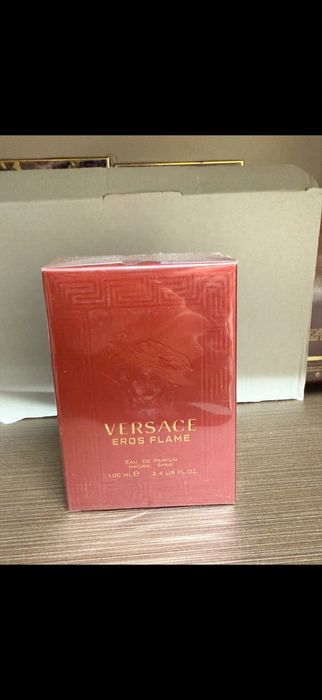 VERSACE
EROS FLAME
EAU DE PARFUM
NATURAL SPRAY
100 ML ℮ 3.4 US FL.OZ.